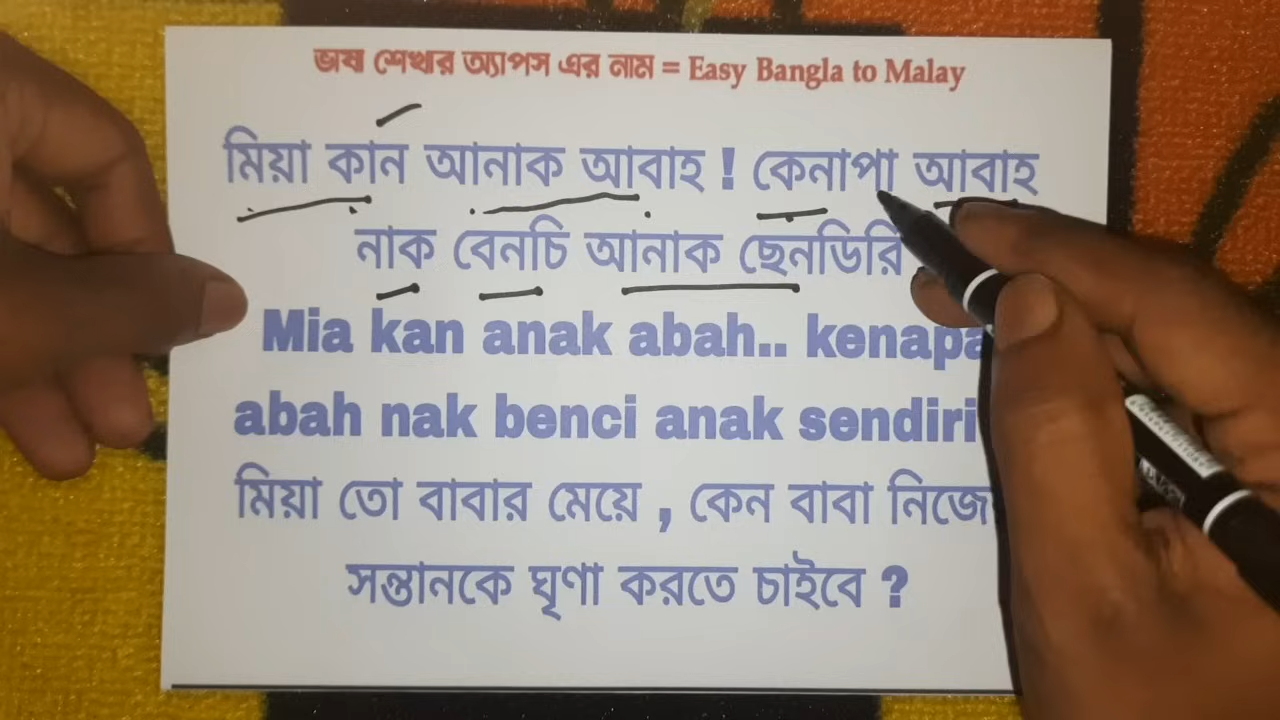 ভাষা শেখার অ্যাপস এর নাম = Easy Bangla to Malay
মিয়া কান আনাক আবাহ ! কেনাপা আবাহ
নাক বেনচি আনাক ছেনডিরি
Mia kan anak abah.. kenapa
abah nak benci anak sendiri
মিয়া তো বাবার মেয়ে , কেন বাবা
সন্তানকে ঘৃণা করতে চাইবে ?